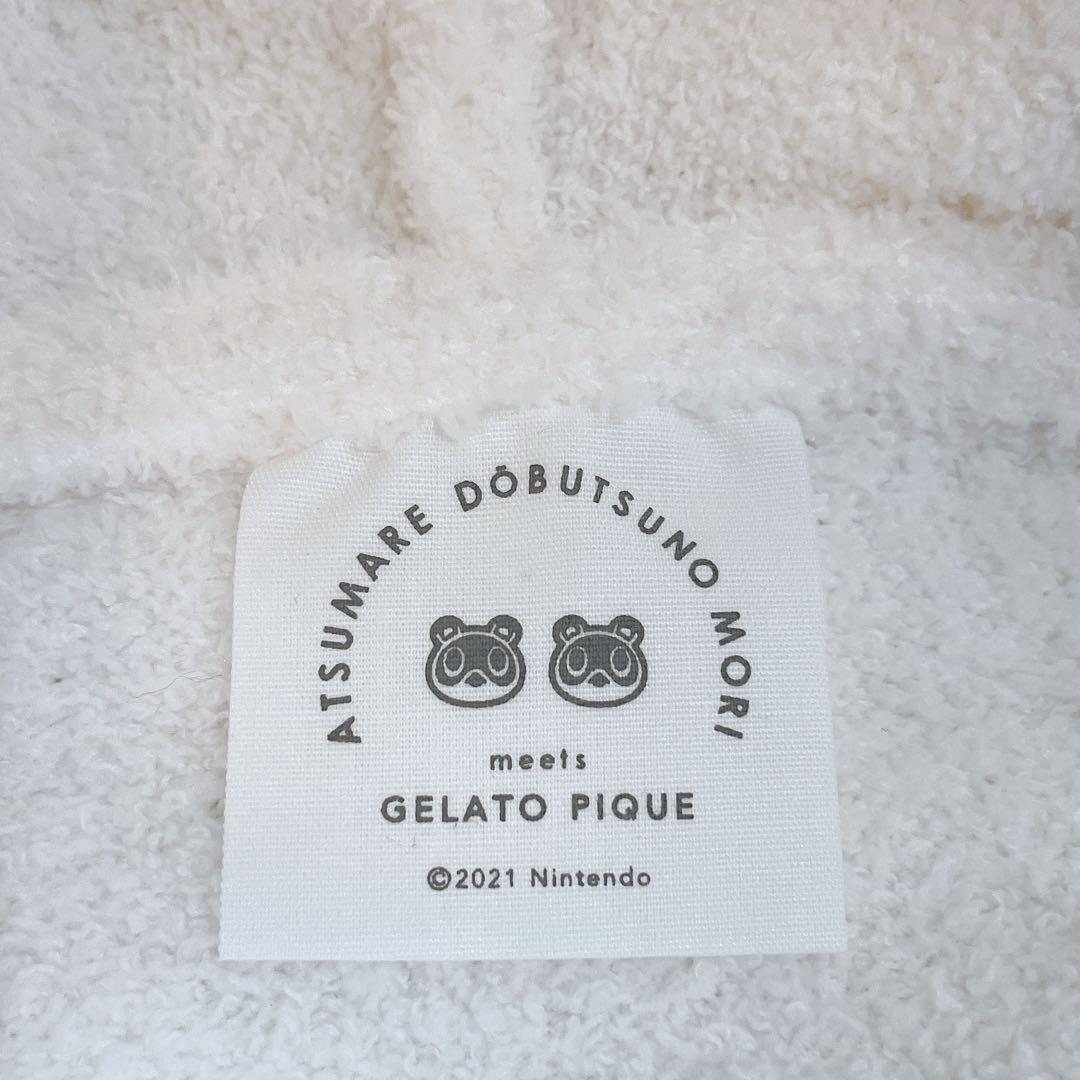 ATSUMARE DŌBUTSUNO MORI
meets
GELATO PIQUE
©2021 Nintendo